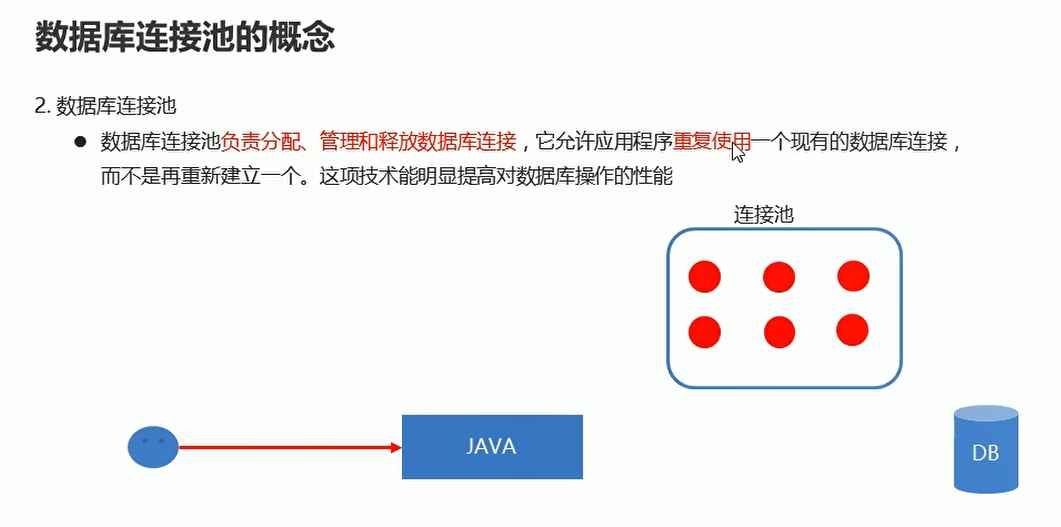 数据库连接池的概念
2. 数据库连接池
● 数据库连接池负责分配、管理和释放数据库连接，它允许应用程序重复使用一个现有的数据库连接，
而不是再重新建立一个。这项技术能明显提高对数据库操作的性能
连接池
JAVA
DB